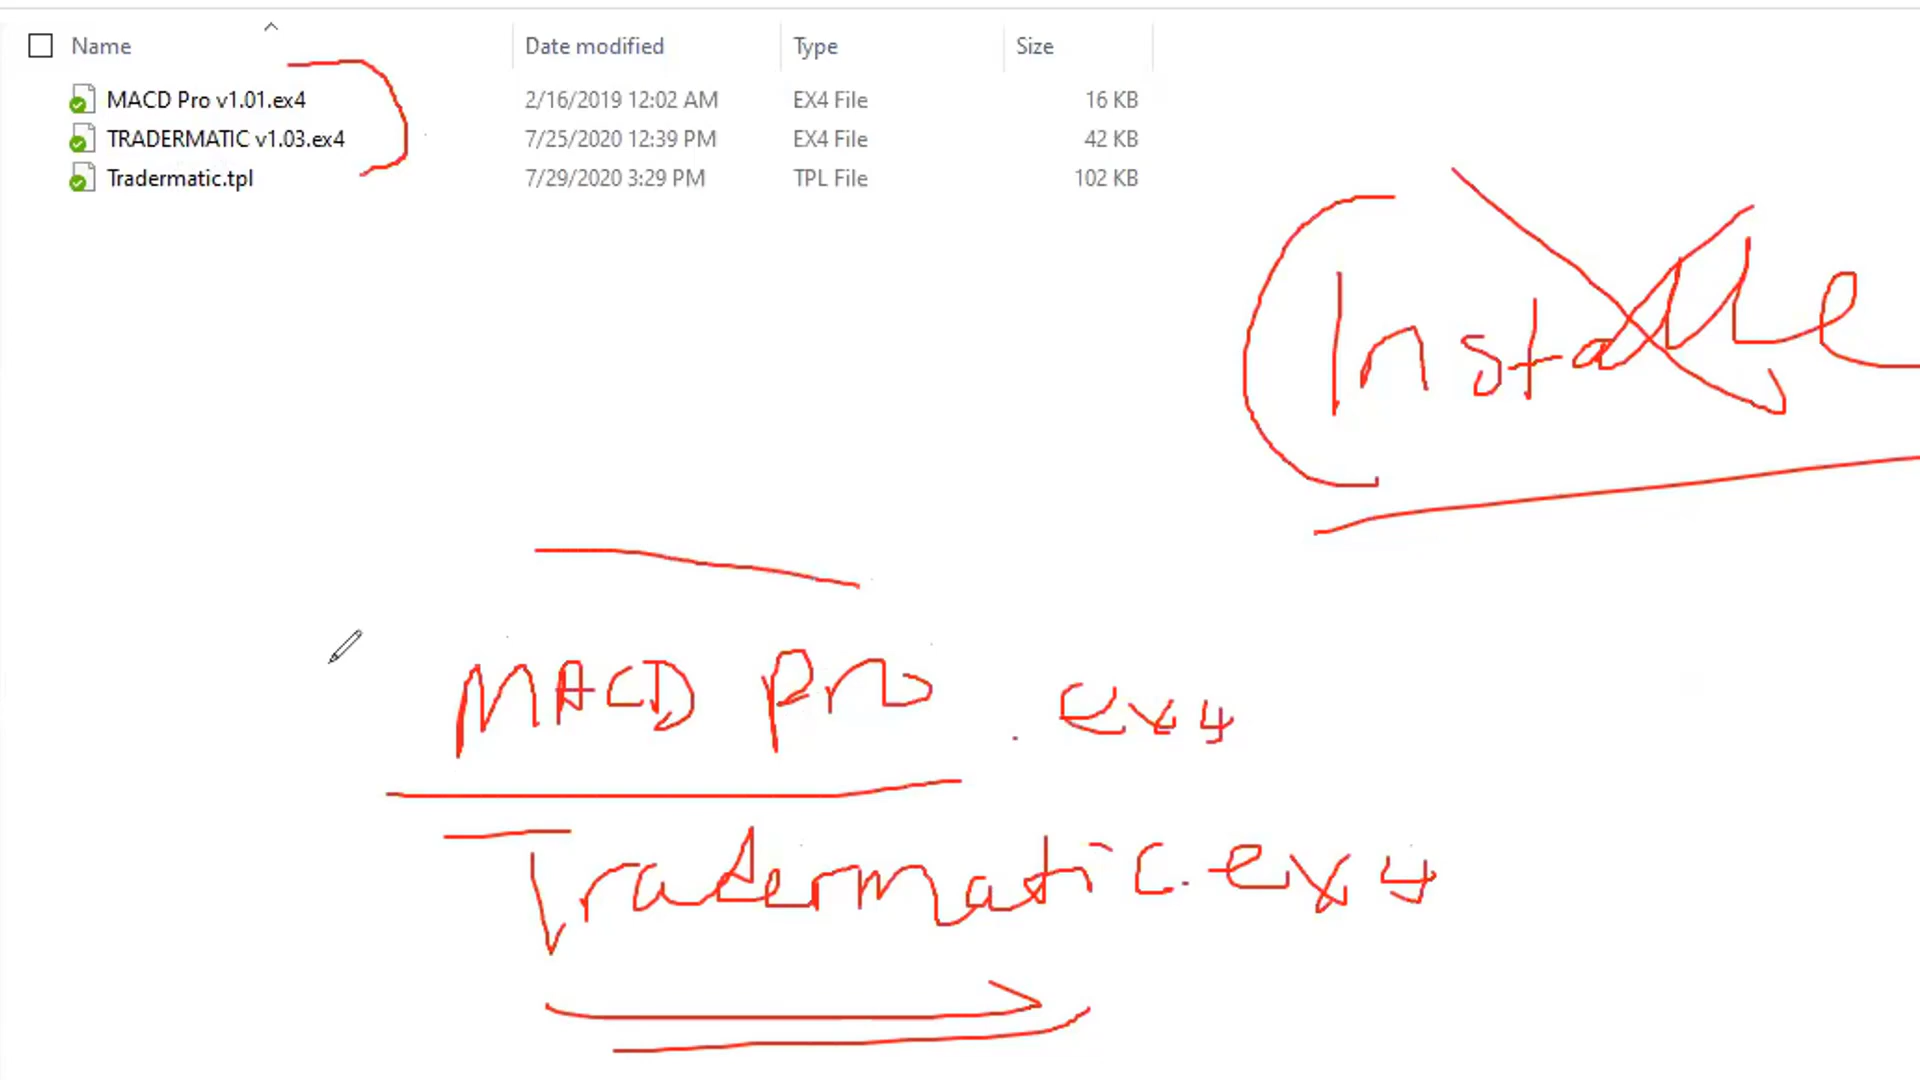 Name Date modified Type Size
MACD Pro v1.01.ex4 2/16/2019 12:02 AM EX4 File 16 KB
TRADERMATIC v1.03.ex4 7/25/2020 12:39 PM EX4 File 42 KB
Tradermatic.tpl 7/29/2020 3:29 PM TPL File 102 KB
Installe
MACD Pro . ex4
Tradermatic.ex4